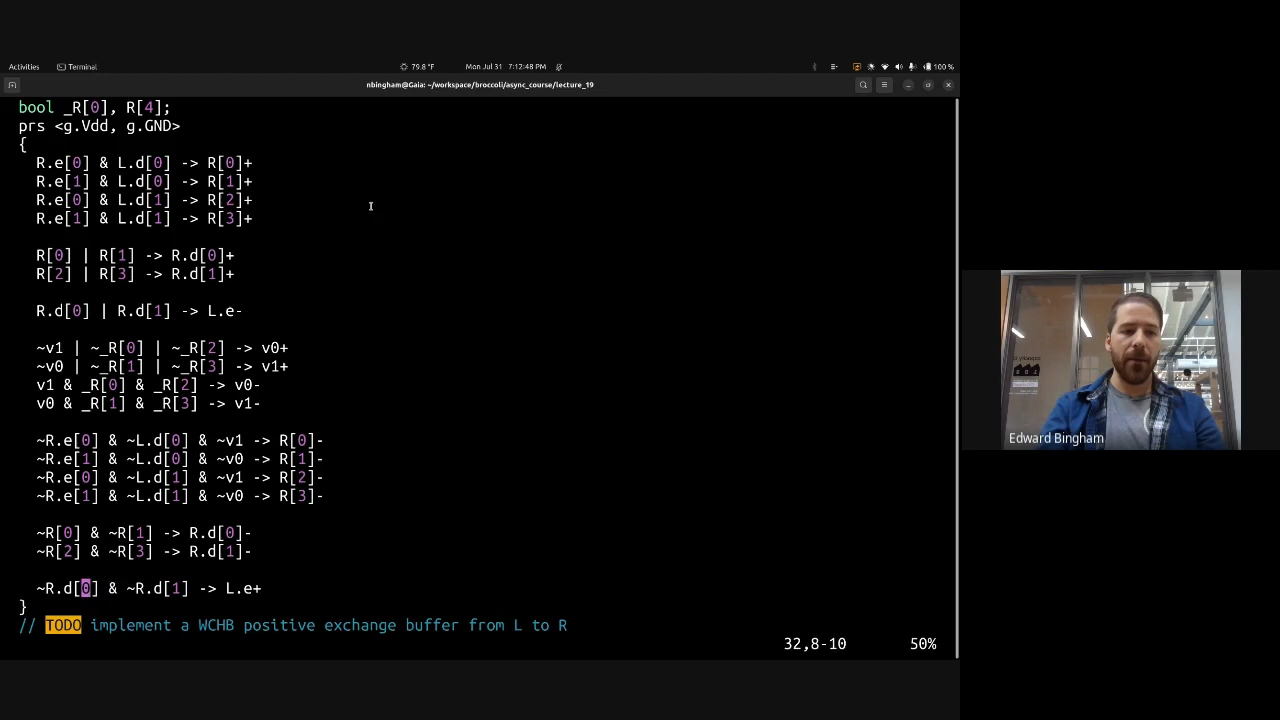 Activities
Terminal
79.8 °F
Mon Jul 31 7:12:48 PM
100 %
nbingham@Gaia: ~/workspace/broccoli/async_course/lecture_19
bool _R[0], R[4];
prs <g.Vdd, g.GND>
{
R.e[0] & L.d[0] -> R[0]+
R.e[1] & L.d[0] -> R[1]+
R.e[0] & L.d[1] -> R[2]+
R.e[1] & L.d[1] -> R[3]+
R[0] | R[1] -> R.d[0]+
R[2] | R[3] -> R.d[1]+
R.d[0] | R.d[1] -> L.e-
~v1 | ~_R[0] | ~_R[2] -> v0+
~v0 | ~_R[1] | ~_R[3] -> v1+
v1 & _R[0] & _R[2] -> v0-
v0 & _R[1] & _R[3] -> v1-
~R.e[0] & ~L.d[0] & ~v1 -> R[0]-
~R.e[1] & ~L.d[0] & ~v0 -> R[1]-
~R.e[0] & ~L.d[1] & ~v1 -> R[2]-
~R.e[1] & ~L.d[1] & ~v0 -> R[3]-
~R[0] & ~R[1] -> R.d[0]-
~R[2] & ~R[3] -> R.d[1]-
~R.d[0] & ~R.d[1] -> L.e+
}
// TODO implement a WCHB positive exchange buffer from L to R
32,8-10 50%
Edward Bingham